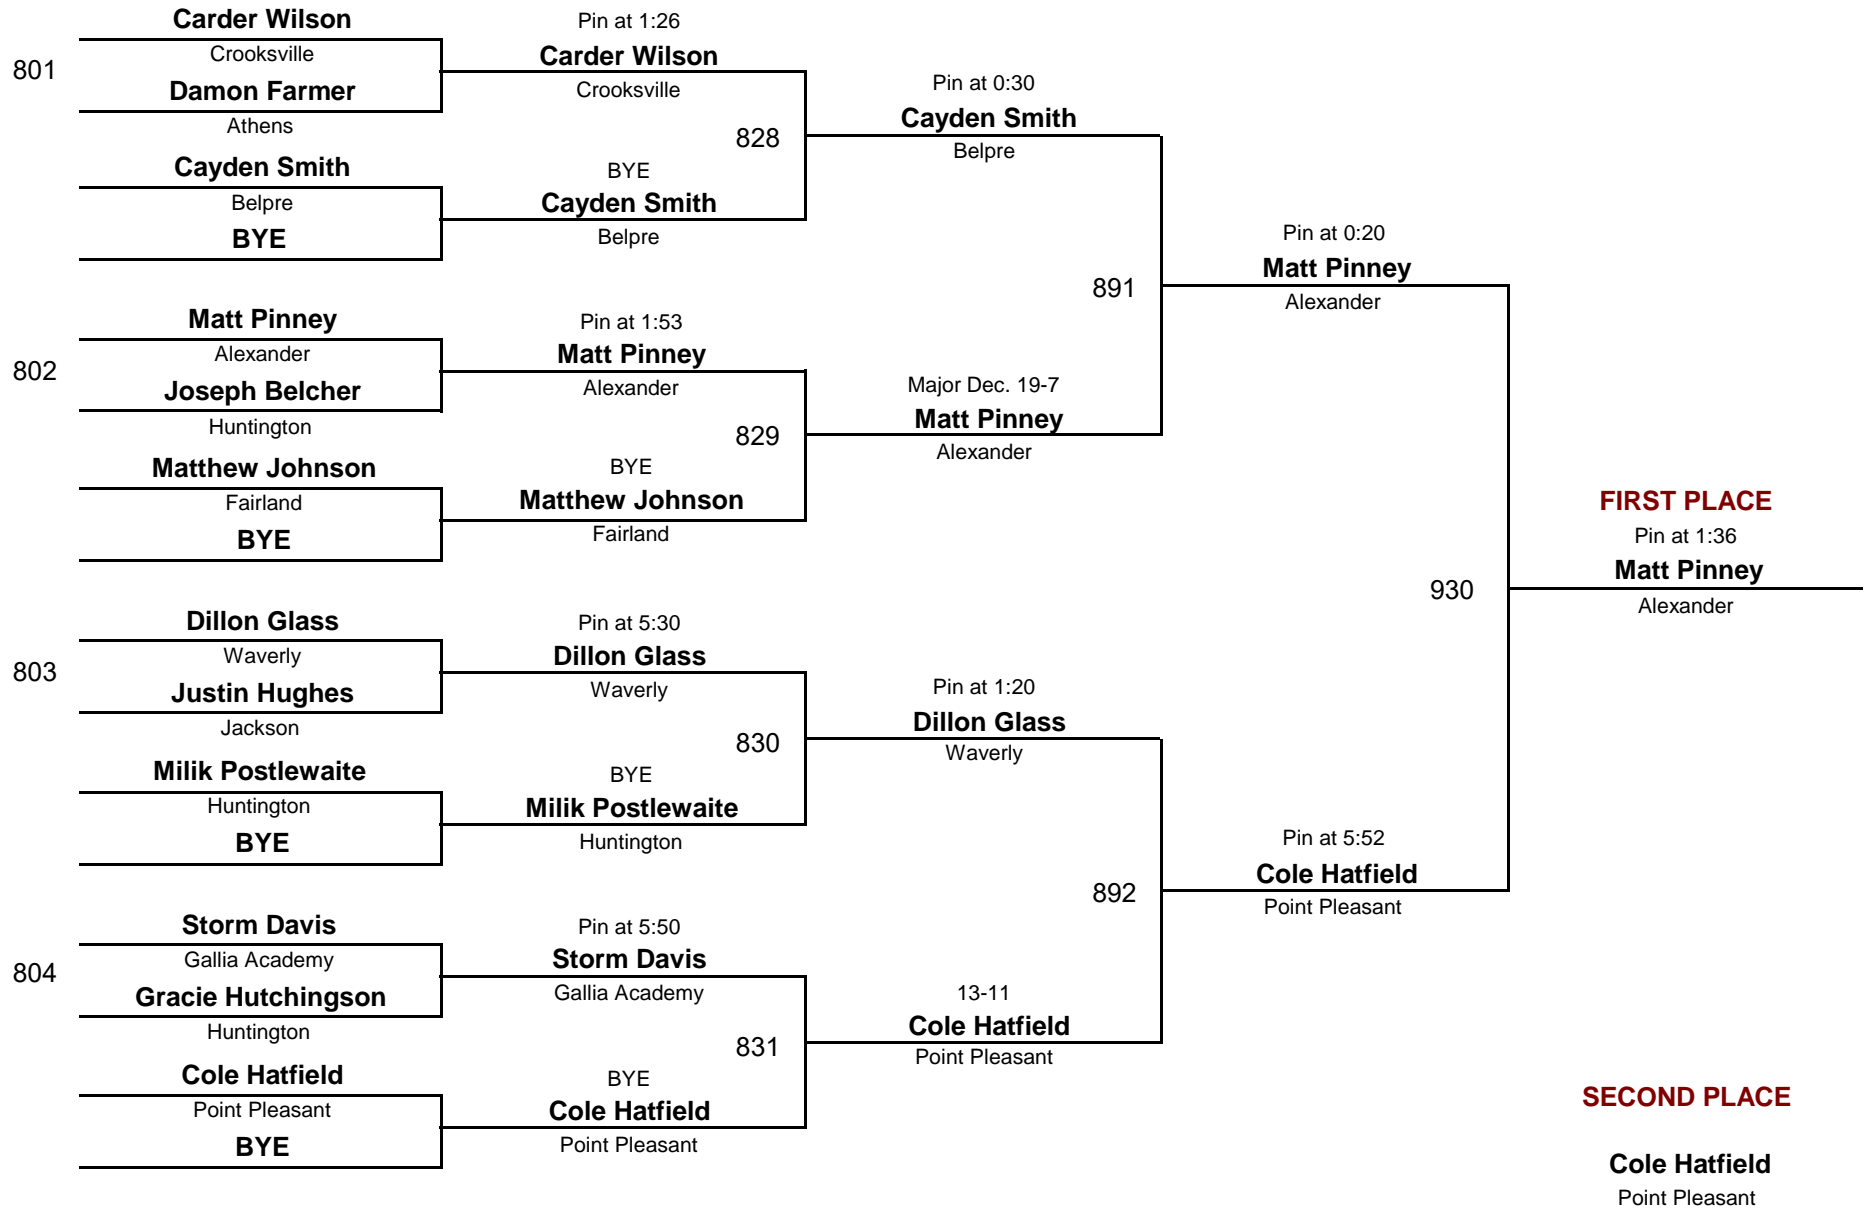 Carder Wilson
Crooksville
801
Damon Farmer
Athens
Cayden Smith
Belpre
BYE
Matt Pinney
Alexander
802
Joseph Belcher
Huntington
Matthew Johnson
Fairland
BYE
Dillon Glass
Waverly
803
Justin Hughes
Jackson
Milik Postlewaite
Huntington
BYE
Storm Davis
Gallia Academy
804
Gracie Hutchingson
Huntington
Cole Hatfield
Point Pleasant
BYE
Pin at 1:26
Carder Wilson
Crooksville
828
BYE
Cayden Smith
Belpre
Pin at 1:53
Matt Pinney
Alexander
829
BYE
Matthew Johnson
Fairland
Pin at 5:30
Dillon Glass
Waverly
830
BYE
Milik Postlewaite
Huntington
Pin at 5:50
Storm Davis
Gallia Academy
831
BYE
Cole Hatfield
Point Pleasant
Pin at 0:30
Cayden Smith
Belpre
891
Major Dec. 19-7
Matt Pinney
Alexander
Pin at 1:20
Dillon Glass
Waverly
892
13-11
Cole Hatfield
Point Pleasant
Pin at 0:20
Matt Pinney
Alexander
930
Pin at 5:52
Cole Hatfield
Point Pleasant
FIRST PLACE
Pin at 1:36
Matt Pinney
Alexander
SECOND PLACE
Cole Hatfield
Point Pleasant